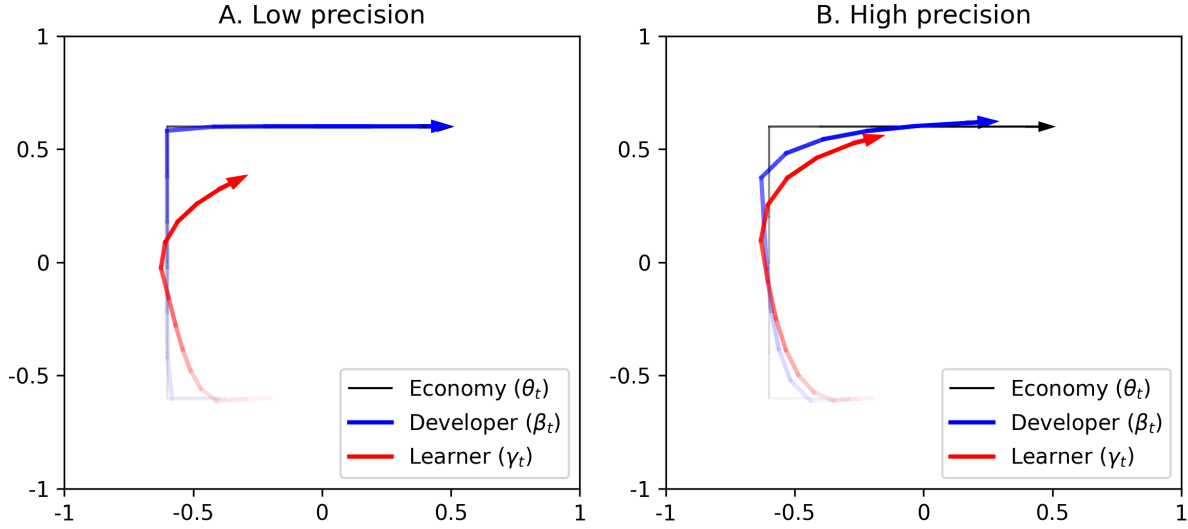 A. Low precision
1
0.5
0
-0.5
-1
-1
-0.5
0
0.5
1
Economy (θt)
Developer (βt)
Learner (γt)
B. High precision
1
0.5
0
-0.5
-1
-1
-0.5
0
0.5
1
Economy (θt)
Developer (βt)
Learner (γt)